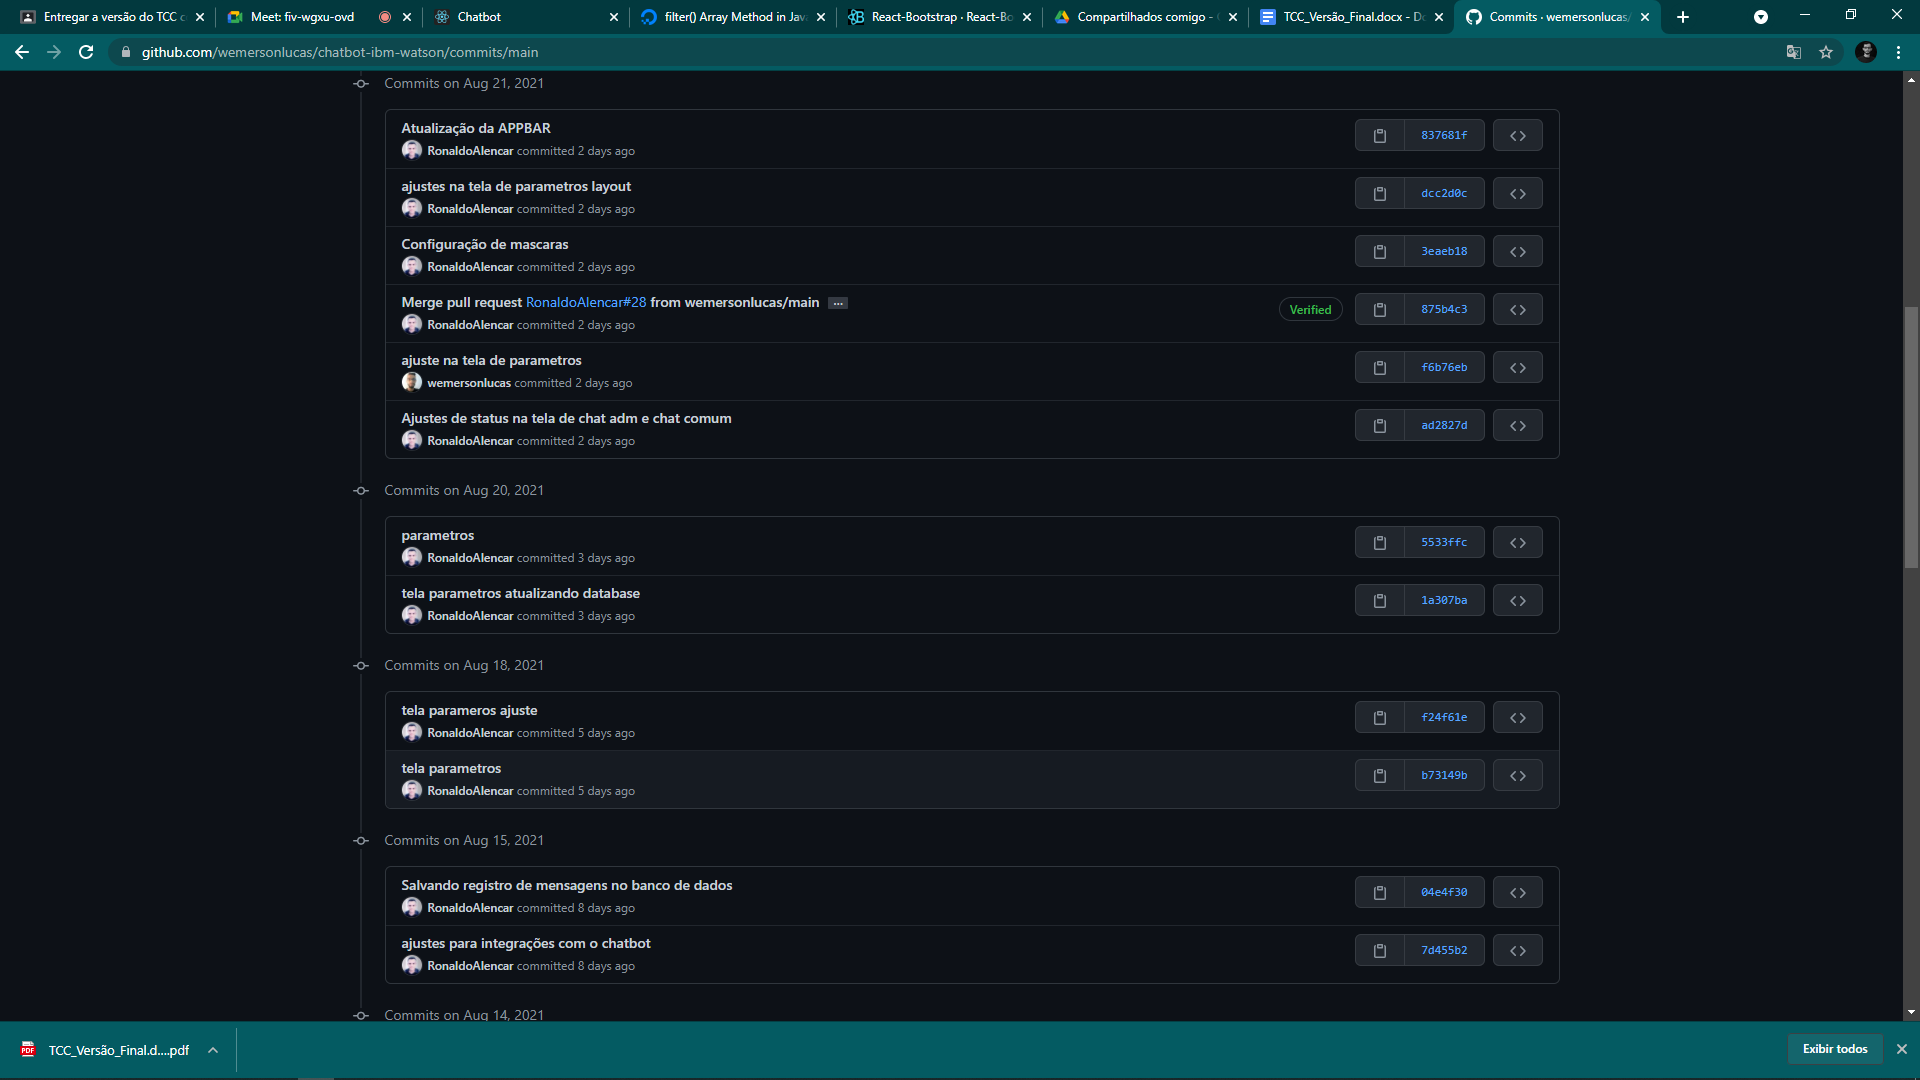 Entregar a versão do TCC c
Meet: fiv-wgxu-ovd
Chatbot
filter() Array Method in Jav
React-Bootstrap · React-Bo
Compartilhados comigo -
TCC_Versão_Final.docx - D
Commits · wemersonlucas/
github.com/wemersonlucas/chatbot-ibm-watson/commits/main
Commits on Aug 21, 2021
Atualização da APPBAR
RonaldoAlencar committed 2 days ago
837681f
ajustes na tela de parametros layout
RonaldoAlencar committed 2 days ago
dcc2d0c
Configuração de mascaras
RonaldoAlencar committed 2 days ago
3eaeb18
Merge pull request RonaldoAlencar#28 from wemersonlucas/main ...
RonaldoAlencar committed 2 days ago
Verified
875b4c3
ajuste na tela de parametros
wemersonlucas committed 2 days ago
f6b76eb
Ajustes de status na tela de chat adm e chat comum
RonaldoAlencar committed 2 days ago
ad2827d
Commits on Aug 20, 2021
parametros
RonaldoAlencar committed 3 days ago
5533ffc
tela parametros atualizando database
RonaldoAlencar committed 3 days ago
1a307ba
Commits on Aug 18, 2021
tela parameros ajuste
RonaldoAlencar committed 5 days ago
f24f61e
tela parametros
RonaldoAlencar committed 5 days ago
b73149b
Commits on Aug 15, 2021
Salvando registro de mensagens no banco de dados
RonaldoAlencar committed 8 days ago
04e4f30
ajustes para integrações com o chatbot
RonaldoAlencar committed 8 days ago
7d455b2
Commits on Aug 14, 2021
PDF
TCC_Versão_Final.d....pdf
Exibir todos